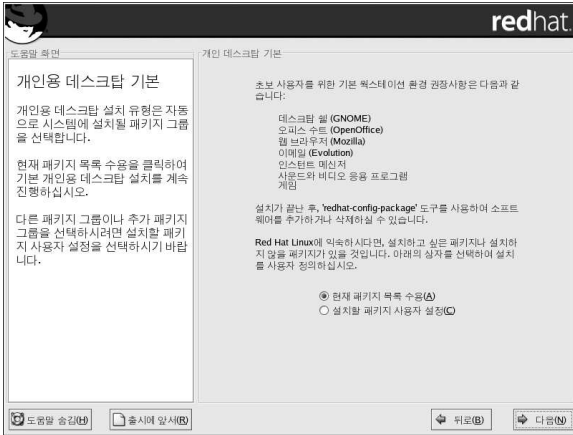 redhat.
도움말 화면
개인용 데스크탑 기본
개인용 데스크탑 설치 유형은 자동
으로 시스템에 설치될 패키지 그룹
을 선택합니다.
현재 패키지 목록 수용을 클릭하여
기본 개인용 데스크탑 설치를 계속
진행하십시오.
다른 패키지 그룹이나 추가 패키지
그룹을 선택하시려면 설치할 패키
지 사용자 설정을 선택하시기 바랍
니다.
개인 데스크탑 기본
초보 사용자를 위한 기본 웍스테이션 환경 권장사항은 다음과 같
습니다:
데스크탑 쉘 (GNOME)
오피스 수트 (OpenOffice)
웹 브라우저 (Mozilla)
이메일 (Evolution)
인스턴트 메신저
사운드와 비디오 응용 프로그램
게임
설치가 끝난 후, 'redhat-config-package' 도구를 사용하여 소프트
웨어를 추가하거나 삭제하실 수 있습니다.
Red Hat Linux에 익숙하시다면, 설치하고 싶은 패키지나 설치하
지 않을 패키지가 있을 것입니다. 아래의 상자를 선택하여 설치
를 사용자 정의하십시오.
현재 패키지 목록 수용(A)
설치할 패키지 사용자 설정(C)
도움말 숨김(H)
출시에 앞서(R)
뒤로(B)
다음(N)